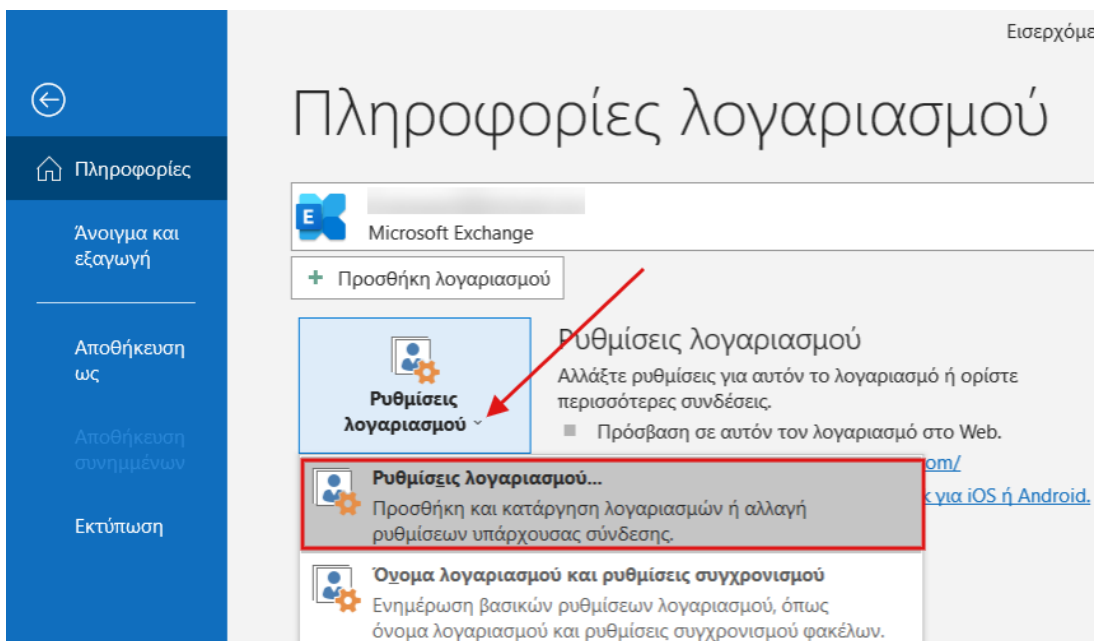 Εισερχόμε
Πληροφορίες λογαριασμού
Πληροφορίες
Άνοιγμα και
εξαγωγή
Αποθήκευση
ως
Αποθήκευση
συνημμένων
Εκτύπωση
E
Microsoft Exchange
+ Προσθήκη λογαριασμού
Ρυθμίσεις
λογαριασμού
Ρυθμίσεις λογαριασμού
Αλλάξτε ρυθμίσεις για αυτόν το λογαριασμό ή ορίστε
περισσότερες συνδέσεις.
Πρόσβαση σε αυτόν τον λογαριασμό στο Web.
om/
για iOS ή Android.
Ρυθμίσεις λογαριασμού...
Προσθήκη και κατάργηση λογαριασμών ή αλλαγή
ρυθμίσεων υπάρχουσας σύνδεσης.
Όνομα λογαριασμού και ρυθμίσεις συγχρονισμού
Ενημέρωση βασικών ρυθμίσεων λογαριασμού, όπως
όνομα λογαριασμού και ρυθμίσεις συγχρονισμού φακέλων.